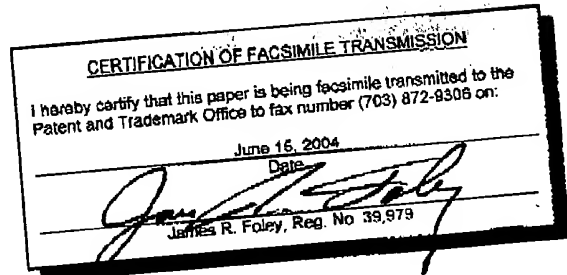 CERTIFICATION OF FACSIMILE TRANSMISSION
I hereby certify that this paper is being facsimile transmitted to the
Patent and Trademark Office to fax number (703) 872-9306 on:
June 15, 2004
Date
James R. Foley, Reg. No 39,979